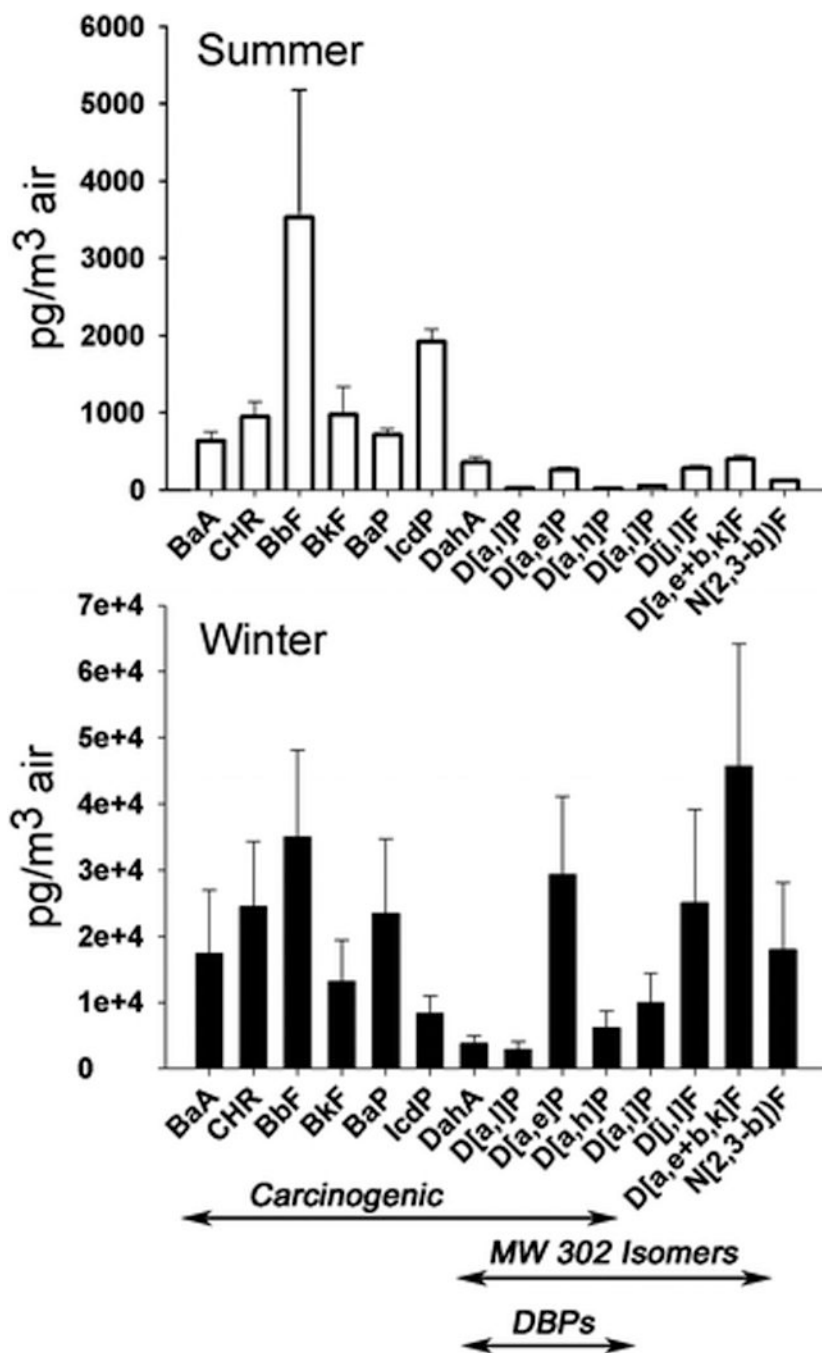 Summer
pg/m³ air
6000
5000
4000
3000
2000
1000
0
BaA
CHR
BbF
BkF
BaP
IcdP
DahA
D[a,l]P
D[a,e]P
D[a,h]P
D[a,i]P
D[j,l]F
D[a,e+b,k]F
N[2,3-b])F
Winter
pg/m³ air
7e+4
6e+4
5e+4
4e+4
3e+4
2e+4
1e+4
0
BaA
CHR
BbF
BkF
BaP
IcdP
DahA
D[a,l]P
D[a,e]P
D[a,h]P
D[a,i]P
D[j,l]F
D[a,e+b,k]F
N[2,3-b])F
Carcinogenic
MW 302 Isomers
DBPs